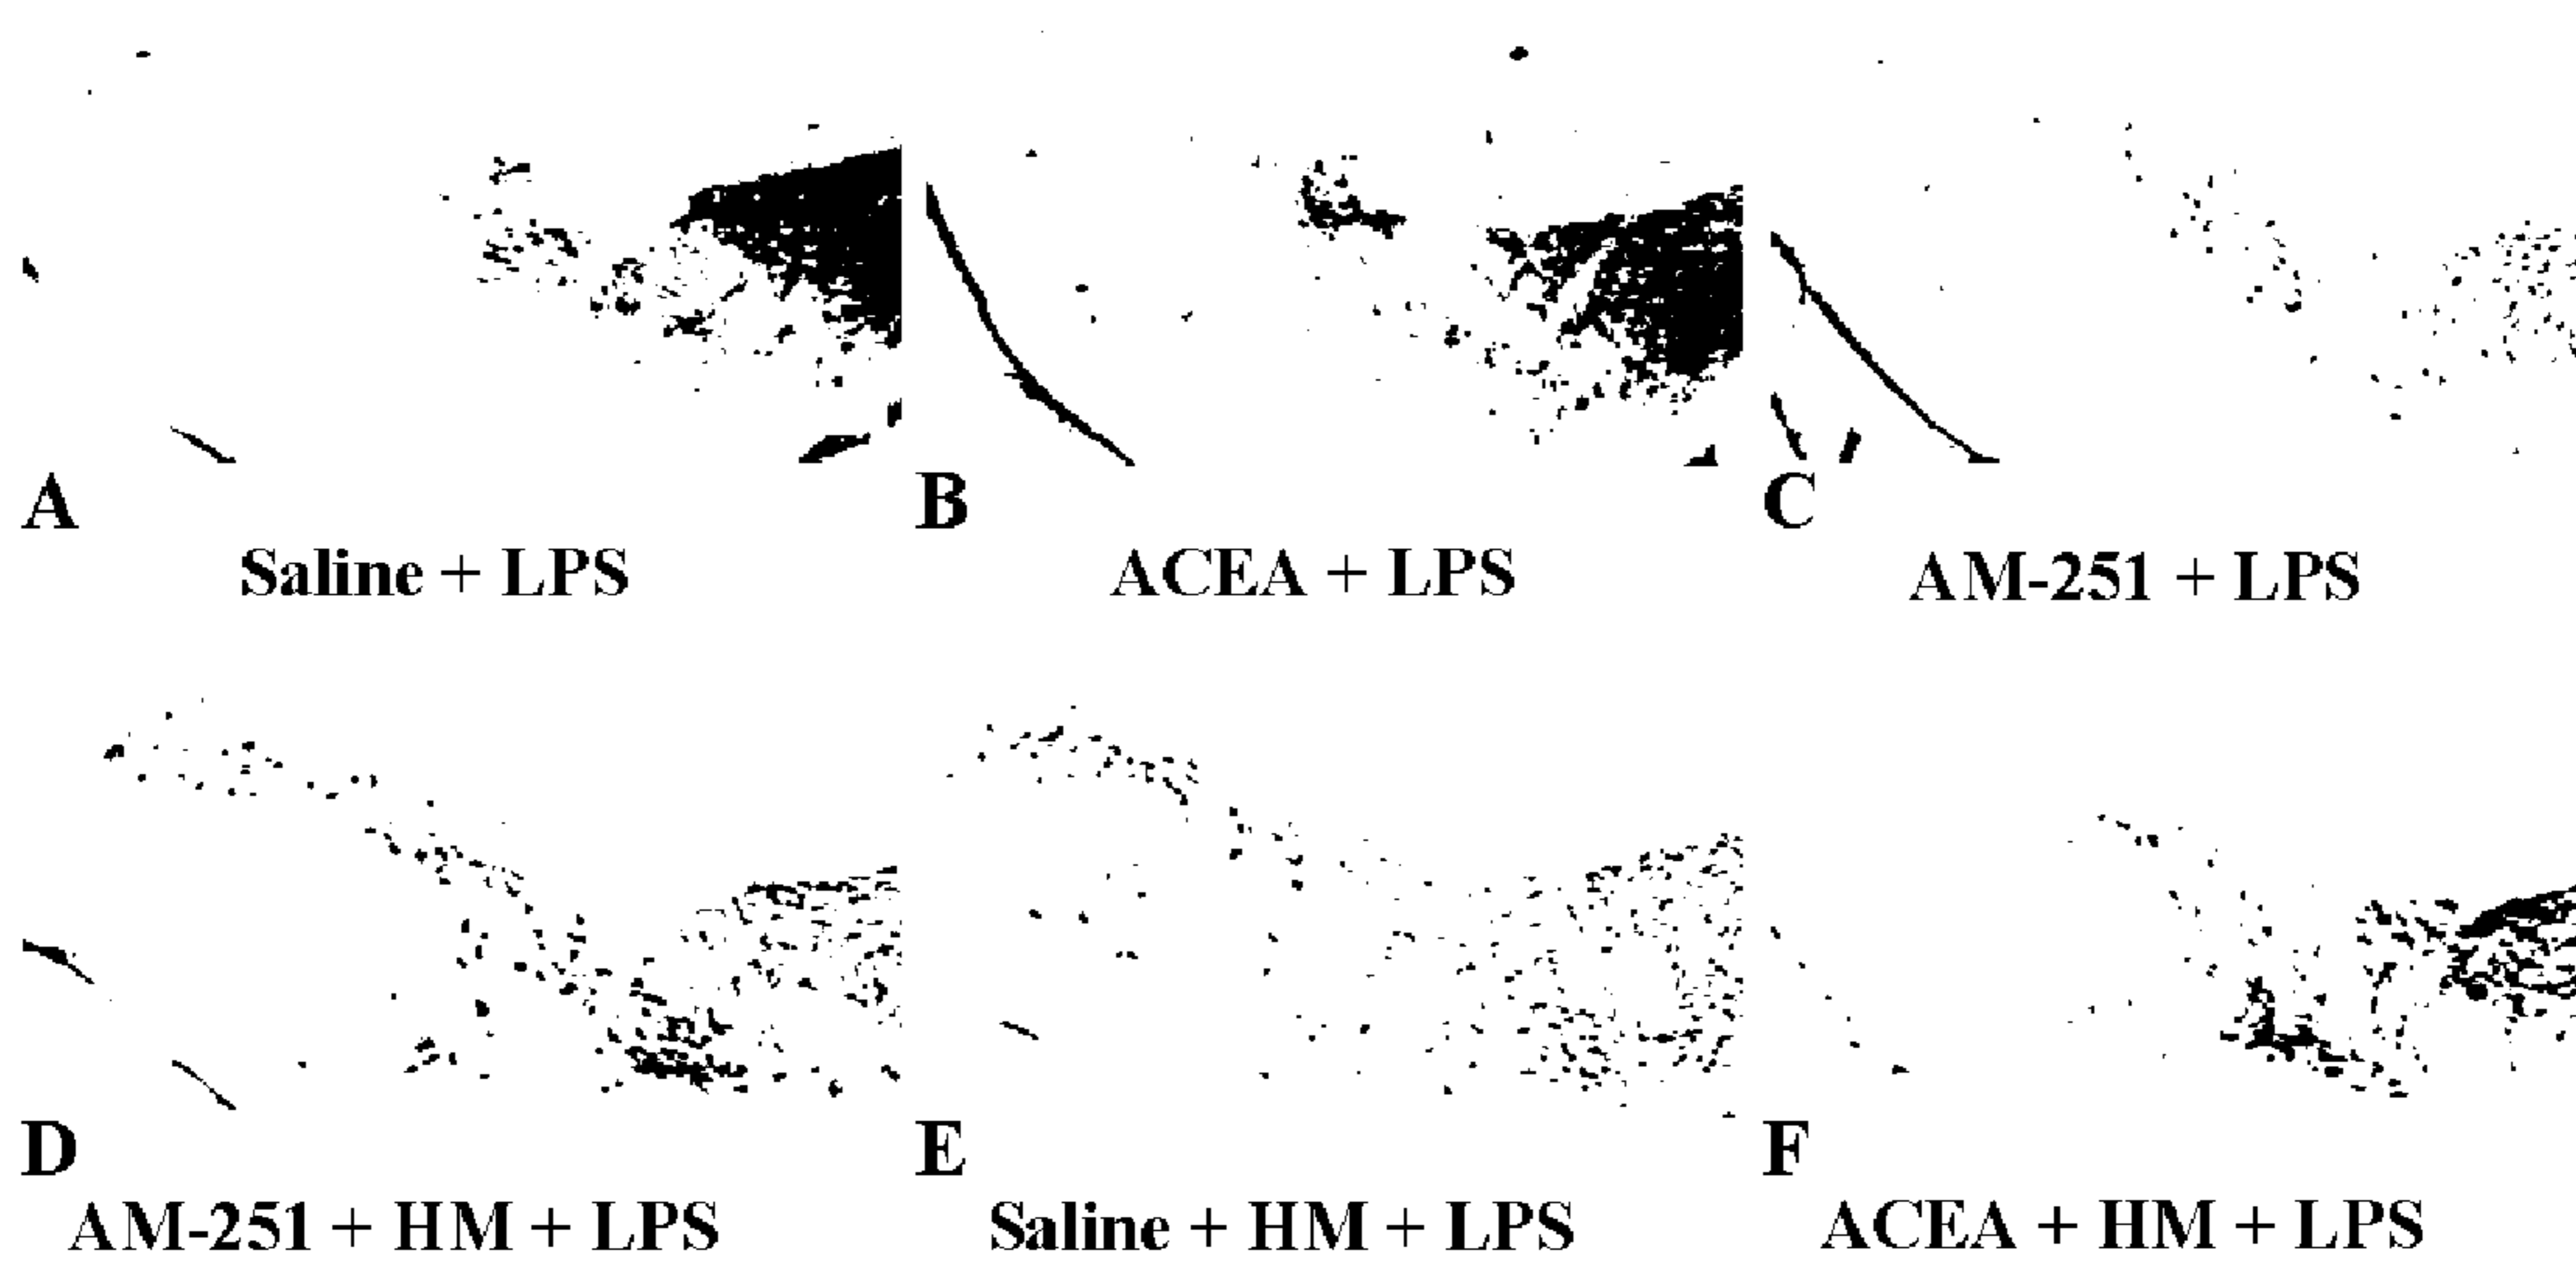 A
B
C
Saline + LPS
ACEA + LPS
AM-251 + LPS
D
E
F
AM-251 + HM + LPS
Saline + HM + LPS
ACEA + HM + LPS